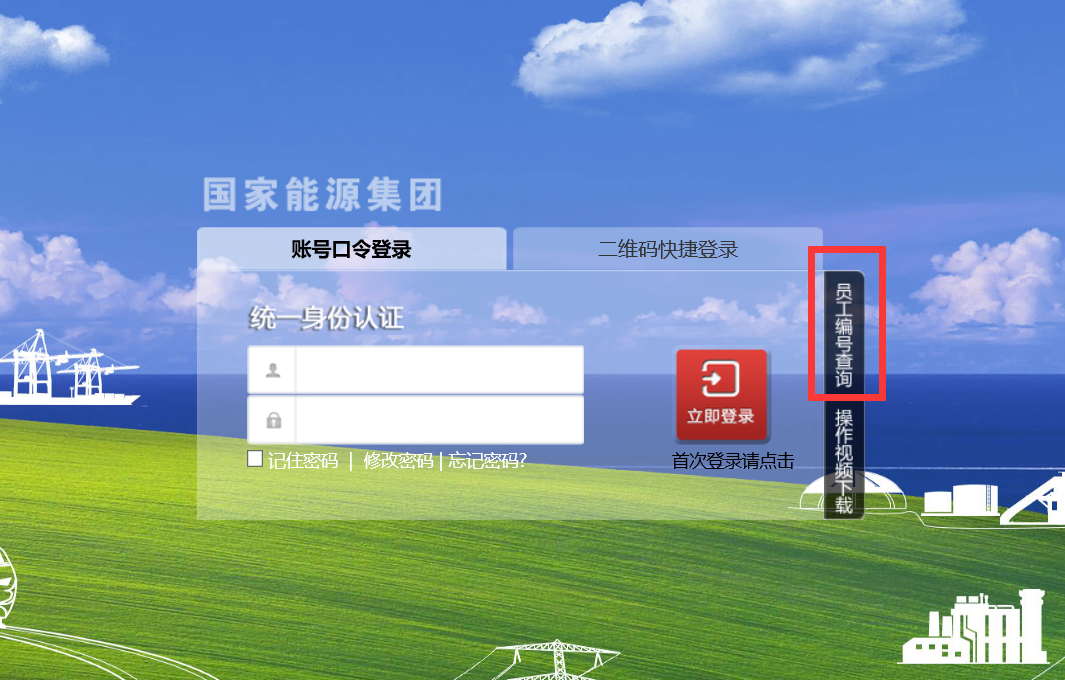 国家能源集团
账号口令登录
二维码快捷登录
统一身份认证
员工编号查询
立即登录
操作视频下载
记住密码 | 修改密码 | 忘记密码?
首次登录请点击